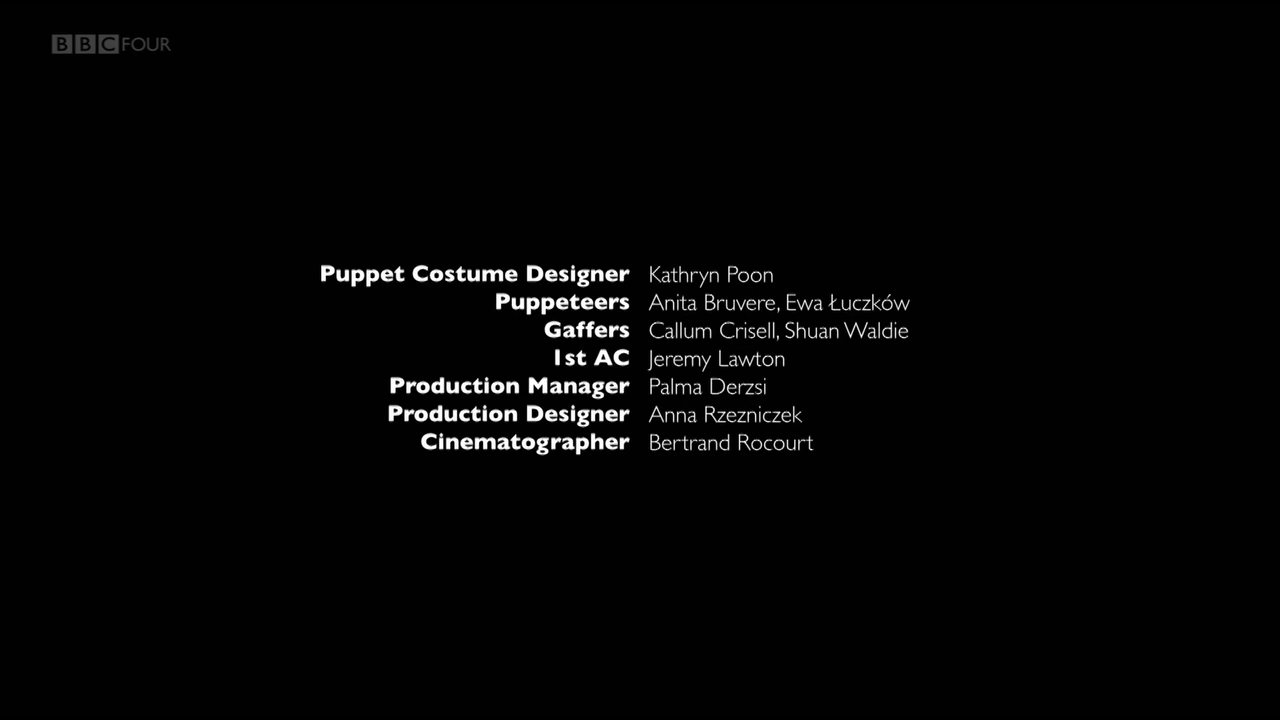 BBC FOUR
Puppet Costume Designer Kathryn Poon
Puppeteers Anita Bruvere, Ewa Łuczków
Gaffers Callum Crisell, Shuan Waldie
1st AC Jeremy Lawton
Production Manager Palma Derzsi
Production Designer Anna Rzezniczek
Cinematographer Bertrand Rocourt